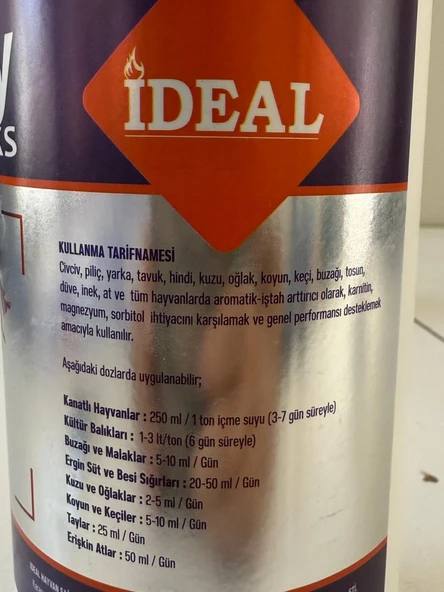 İDEAL
KS
KULLANMA TARİFNAMESİ
Civciv, piliç, yarka, tavuk, hindi, kuzu, oğlak, koyun, keçi, buzağı, tosun,
düve, inek, at ve tüm hayvanlarda aromatik-iştah arttırıcı olarak, karnitin,
magnezyum, sorbitol ihtiyacını karşılamak ve genel performansı desteklemek
amacıyla kullanılır.
Aşağıdaki dozlarda uygulanabilir;
Kanatlı Hayvanlar : 250 ml / 1 ton içme suyu (3-7 gün süreyle)
Kültür Balıkları : 1-3 lt/ton (6 gün süreyle)
Buzağı ve Malaklar : 5-10 ml / Gün
Ergin Süt ve Besi Sığırları : 20-50 ml / Gün
Kuzu ve Oğlaklar : 2-5 ml / Gün
Koyun ve Keçiler : 5-10 ml / Gün
Taylar : 25 ml / Gün
Erişkin Atlar : 50 ml / Gün
İDEAL HAYVAN